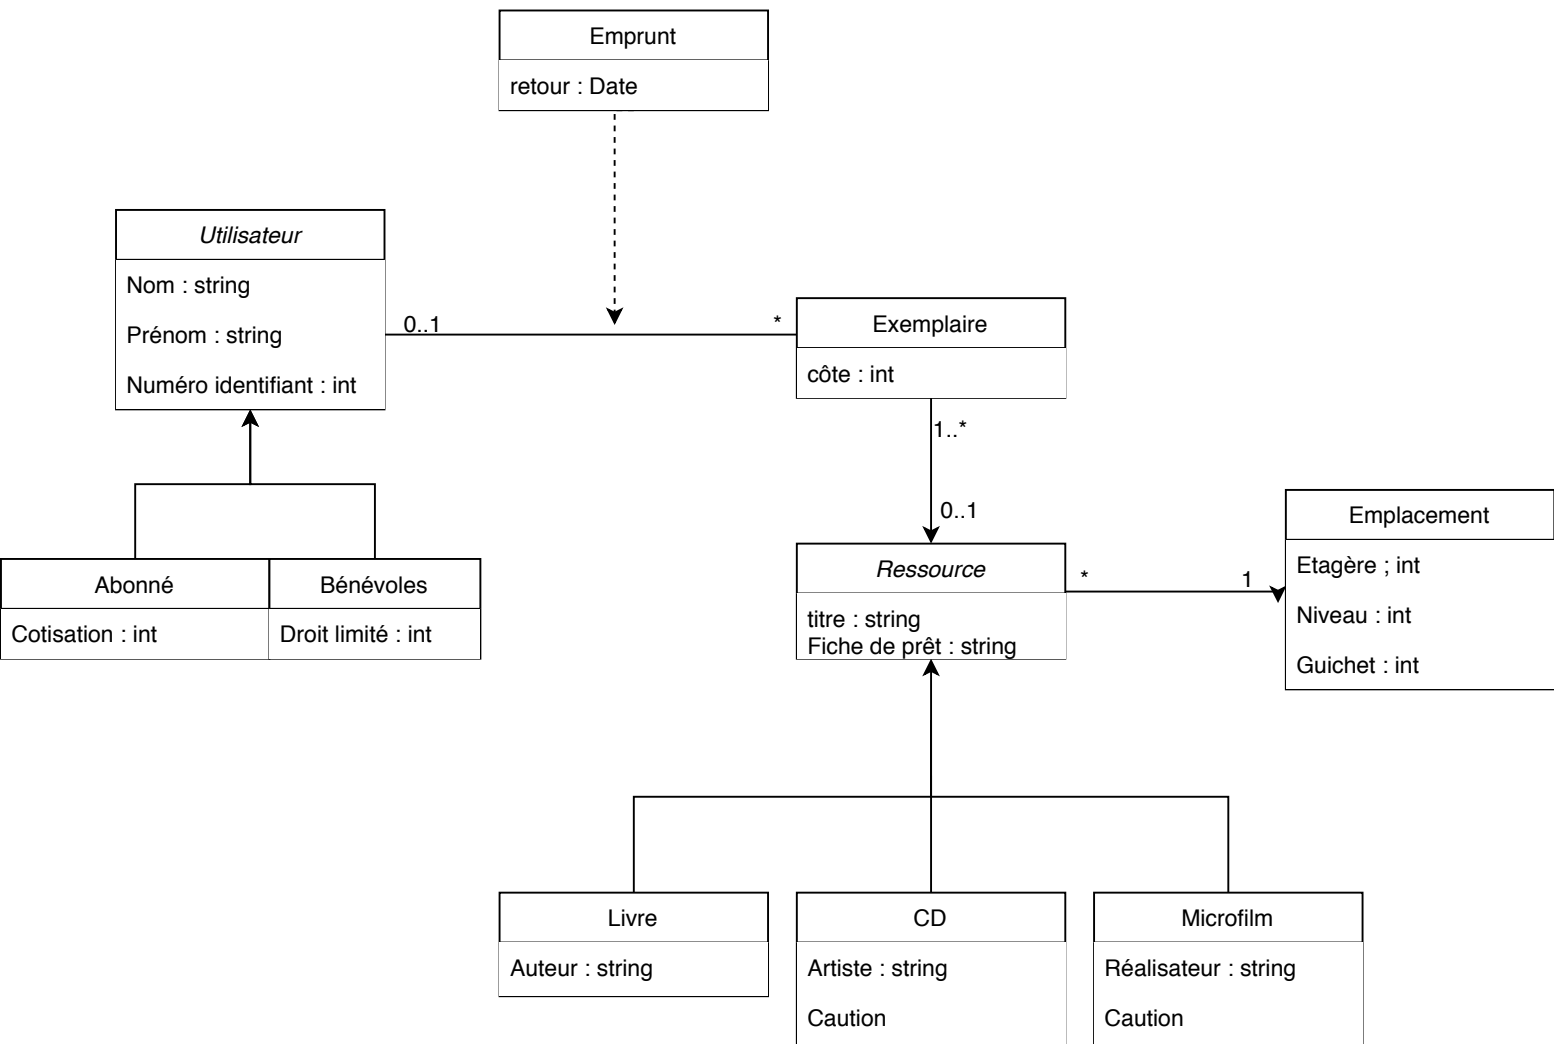 Emprunt
retour : Date
Utilisateur
Nom : string
Prénom : string
Numéro identifiant : int
0..1
*
Exemplaire
côte : int
1..*
0..1
Abonné
Cotisation : int
Bénévoles
Droit limité : int
Ressource
titre : string
Fiche de prêt : string
*
1
Emplacement
Etagère ; int
Niveau : int
Guichet : int
Livre
Auteur : string
CD
Artiste : string
Caution
Microfilm
Réalisateur : string
Caution